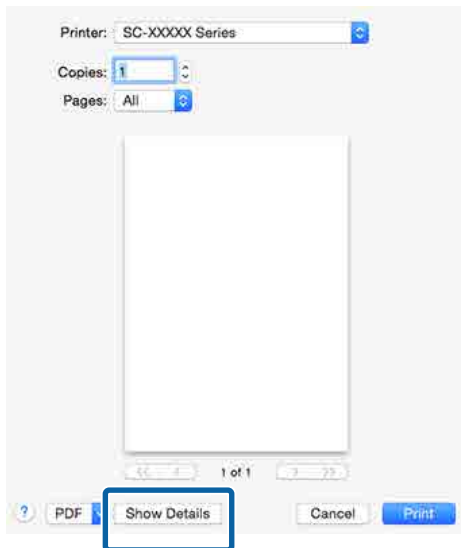 Printer: SC-XXXXX Series
Copies: 1
Pages: All
<< < 1 of 1 > >>
? PDF Show Details Cancel Print